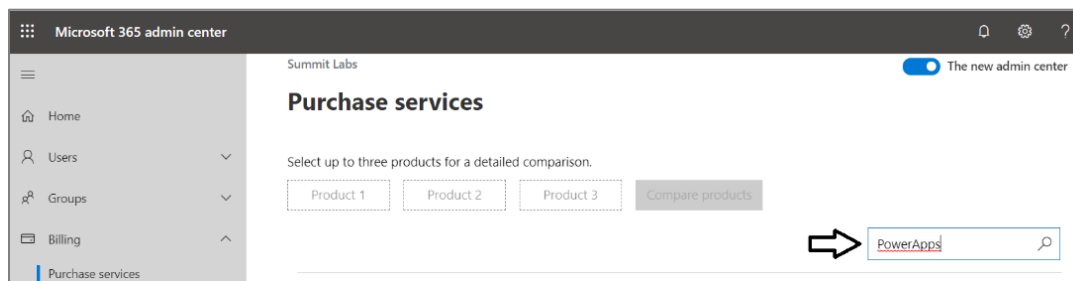 Microsoft 365 admin center
?
Summit Labs
The new admin center
Purchase services
Home
Users
Select up to three products for a detailed comparison.
Product 1
Product 2
Product 3
Compare products
Groups
Billing
PowerApps
Purchase services